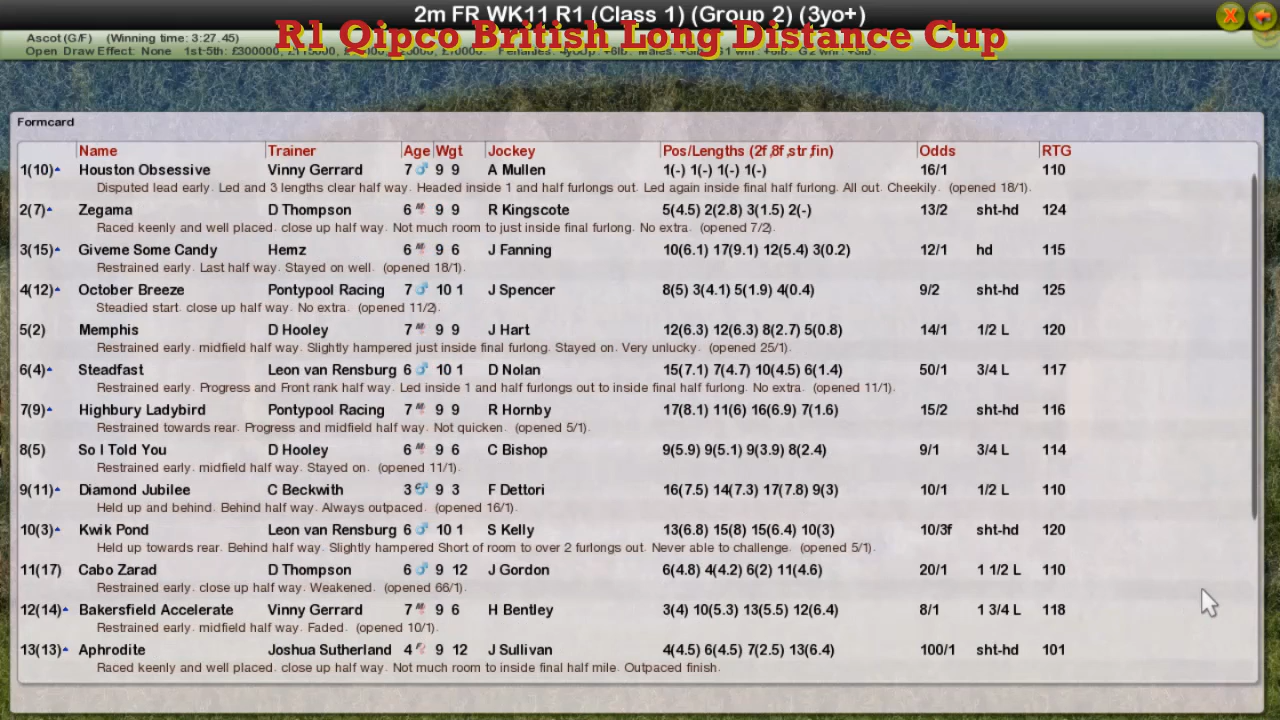 2m FR WK11 R1 (Class 1) (Group 2) (3yo+)
R1 Qipco British Long Distance Cup
Ascot(G/F) (Winning time: 3:27.45)
Open Draw Effect: None 1st-5th: £300000,
Formcard
Name Trainer Age Wgt Jockey Pos/Lengths (2f,8f,str,fin) Odds RTG
1(10) Houston Obsessive Vinny Gerrard 7 9 9 A Mullen 1(-) 1(-) 1(-) 1(-) 16/1 110
Disputed lead early. Led and 3 lengths clear half way. Headed inside 1 and half furlongs out. Led again inside final half furlong. All out. Cheekily. (opened 18/1).
2(7) Zegama D Thompson 6 9 9 R Kingscote 5(4.5) 2(2.8) 3(1.5) 2(-) 13/2 sht-hd 124
Raced keenly and well placed. close up half way. Not much room to just inside final furlong. No extra. (opened 7/2).
3(15) Giveme Some Candy Hemz 6 9 6 J Fanning 10(6.1) 17(9.1) 12(5.4) 3(0.2) 12/1 hd 115
Restrained early. Last half way. Stayed on well. (opened 18/1).
4(12) October Breeze Pontypool Racing 7 10 1 J Spencer 8(5) 3(4.1) 5(1.9) 4(0.4) 9/2 sht-hd 125
Steadied start. close up half way. No extra. (opened 11/2).
5(2) Memphis D Hooley 7 9 9 J Hart 12(6.3) 12(6.3) 8(2.7) 5(0.8) 14/1 1/2 L 120
Restrained early. midfield half way. Slightly hampered just inside final furlong. Stayed on. Very unlucky. (opened 25/1).
6(4) Steadfast Leon van Rensburg 6 10 1 D Nolan 15(7.1) 7(4.7) 10(4.5) 6(1.4) 50/1 3/4 L 117
Restrained early. Progress and Front rank half way. Led inside 1 and half furlongs out to inside final half furlong. No extra. (opened 11/1).
7(9) Highbury Ladybird Pontypool Racing 7 9 9 R Hornby 17(8.1) 11(6) 16(6.9) 7(1.6) 15/2 sht-hd 116
Restrained towards rear. Progress and midfield half way. Not quicken. (opened 5/1).
8(5) So I Told You D Hooley 6 9 6 C Bishop 9(5.9) 9(5.1) 9(3.9) 8(2.4) 9/1 3/4 L 114
Restrained early. midfield half way. Stayed on. (opened 11/1).
9(11) Diamond Jubilee C Beckwith 3 9 3 F Dettori 16(7.5) 14(7.3) 17(7.8) 9(3) 10/1 1/2 L 110
Held up and behind. Behind half way. Always outpaced. (opened 16/1).
10(3) Kwik Pond Leon van Rensburg 6 10 1 S Kelly 13(6.8) 15(8) 15(6.4) 10(3) 10/3f sht-hd 120
Held up towards rear. Behind half way. Slightly hampered Short of room to over 2 furlongs out. Never able to challenge. (opened 5/1).
11(17) Cabo Zarad D Thompson 6 9 12 J Gordon 6(4.8) 4(4.2) 6(2) 11(4.6) 20/1 1 1/2 L 110
Restrained early. close up half way. Weakened. (opened 66/1).
12(14) Bakersfield Accelerate Vinny Gerrard 7 9 6 H Bentley 3(4) 10(5.3) 13(5.5) 12(6.4) 8/1 1 3/4 L 118
Restrained early. midfield half way. Faded. (opened 10/1).
13(13) Aphrodite Joshua Sutherland 4 9 12 J Sullivan 4(4.5) 6(4.5) 7(2.5) 13(6.4) 100/1 sht-hd 101
Raced keenly and well placed. close up half way. Not much room to inside final half mile. Outpaced finish.